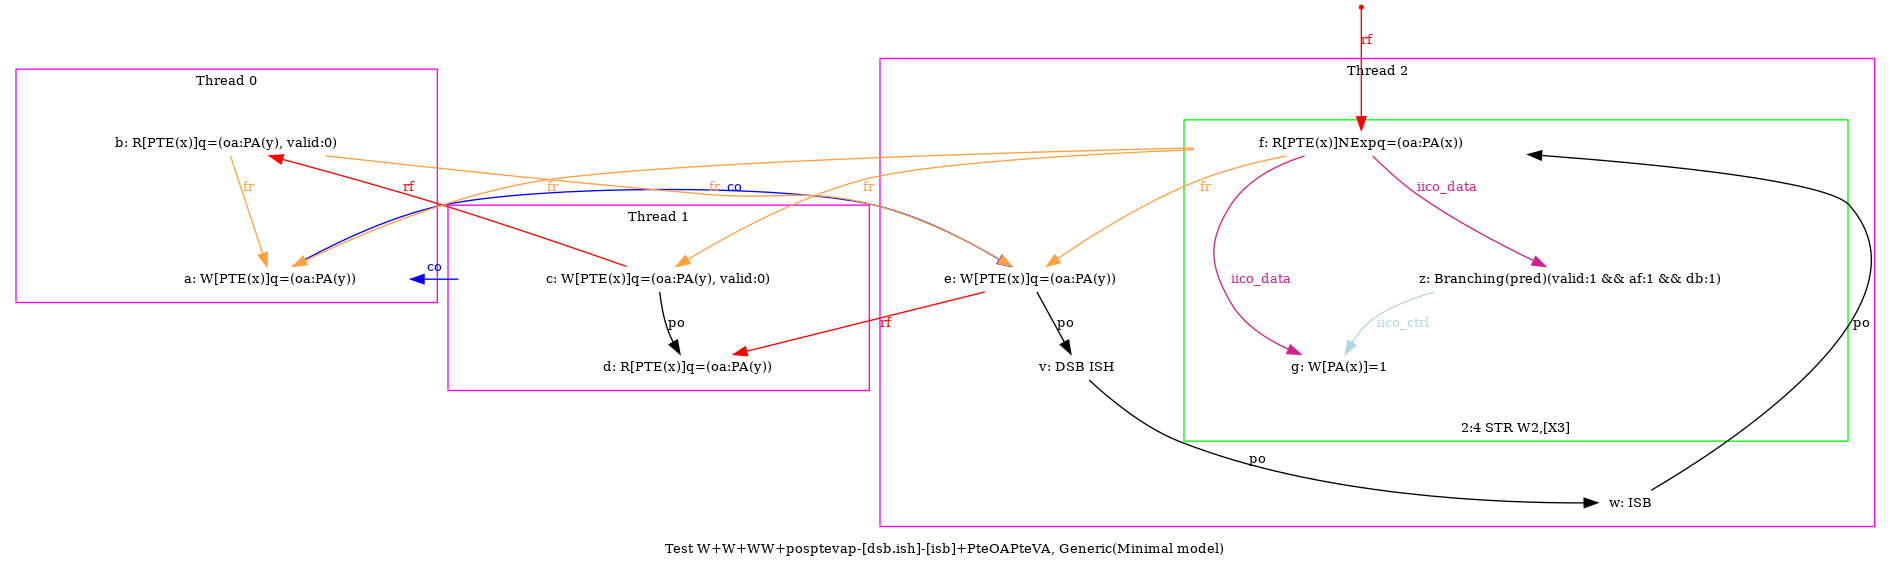 rf
Thread 0
Thread 2
b: R[PTE(x)]q=(oa:PA(y), valid:0)
f: R[PTE(x)]NExpq=(oa:PA(x))
fr
rf
fr
fr
co
fr
fr
iico_data
Thread 1
co
a: W[PTE(x)]q=(oa:PA(y))
c: W[PTE(x)]q=(oa:PA(y), valid:0)
e: W[PTE(x)]q=(oa:PA(y))
iico_data
z: Branching(pred)(valid:1 && af:1 && db:1)
po
rf
po
iico_ctrl
po
d: R[PTE(x)]q=(oa:PA(y))
v: DSB ISH
g: W[PA(x)]=1
2:4 STR W2,[X3]
po
w: ISB
Test W+W+WW+posptevap-[dsb.ish]-[isb]+PteOAPteVA, Generic(Minimal model)